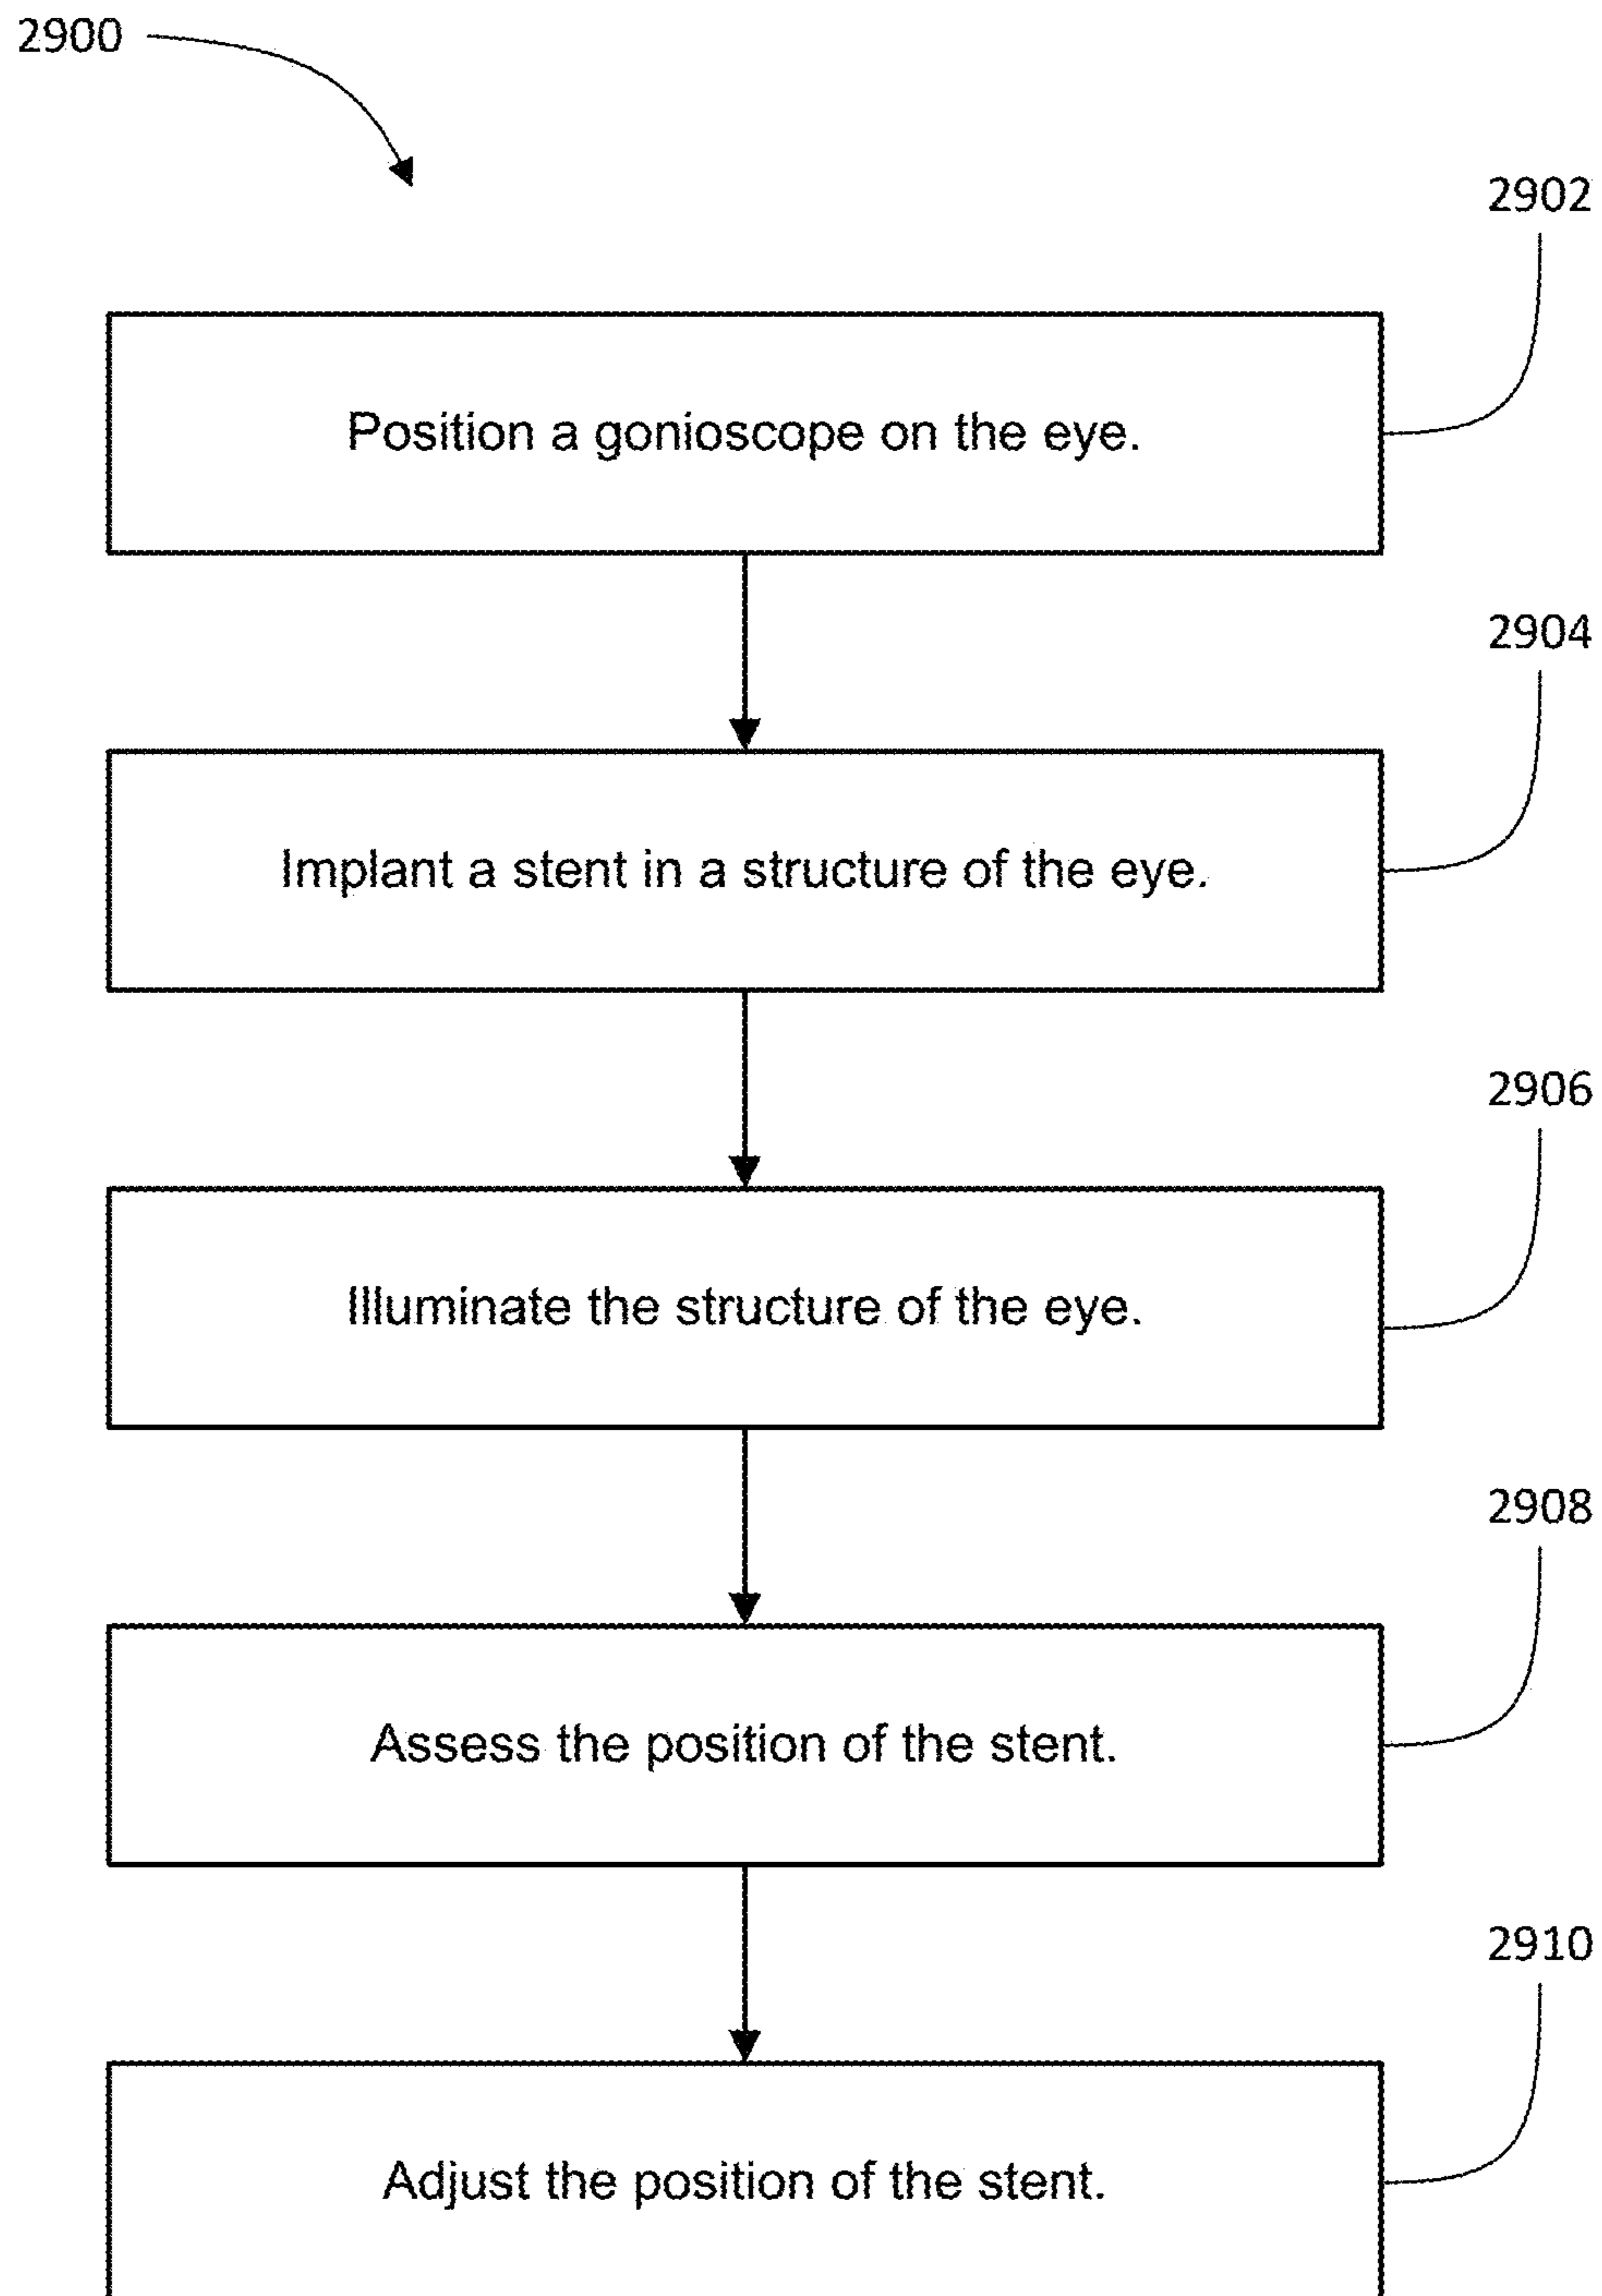 2900
2902
Position a gonioscope on the eye.
2904
Implant a stent in a structure of the eye.
2906
Illuminate the structure of the eye.
2908
Assess the position of the stent.
2910
Adjust the position of the stent.